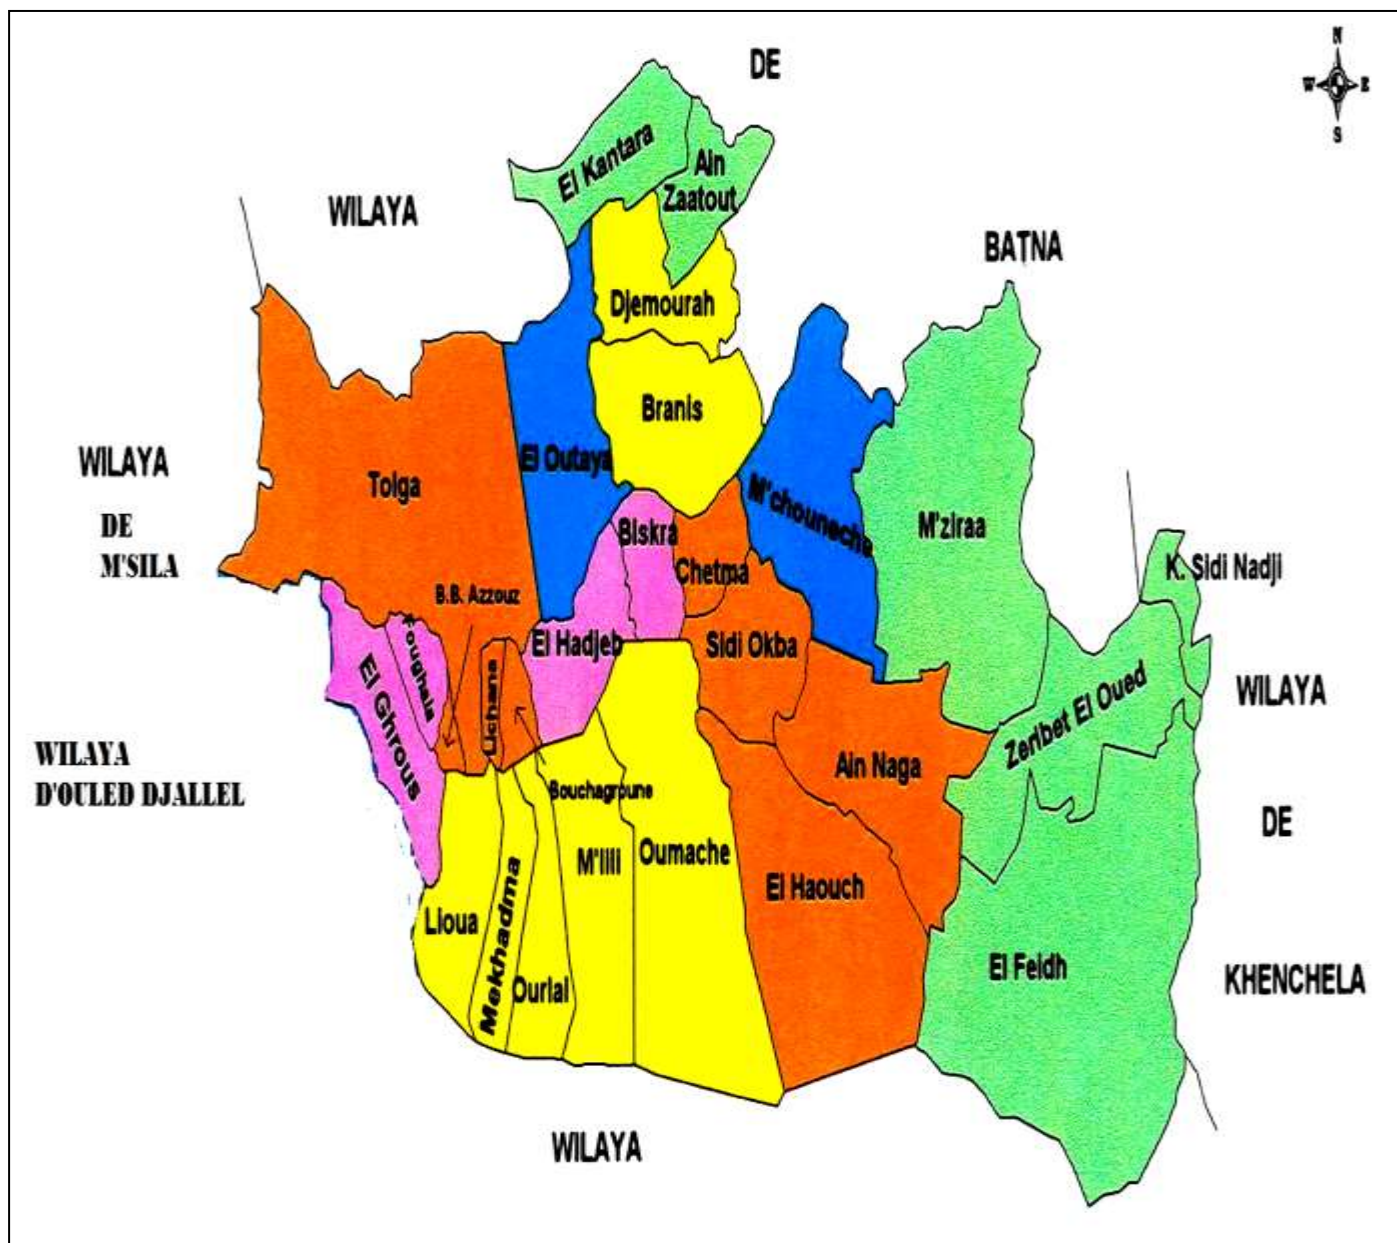 N
W E
S
DE
WILAYA
BATNA
El Kantara
Ain
Zaatout
Djemourah
Branis
WILAYA
DE
M'SILA
Tolga
El Outaya
M'chouneche
M'ziraa
K. Sidi Nadji
Biskra
Chetma
B.B. Azzouz
El Hadjeb
Sidi Okba
Foughala
El Ghrous
Lichana
Zeribet El Oued
WILAYA
WILAYA
D'OULED DJALLEL
Bouchagroune
Ain Naga
DE
M'lili
Oumache
El Haouch
Lioua
Mekhadma
Ourlal
El Feidh
KHENCHELA
WILAYA